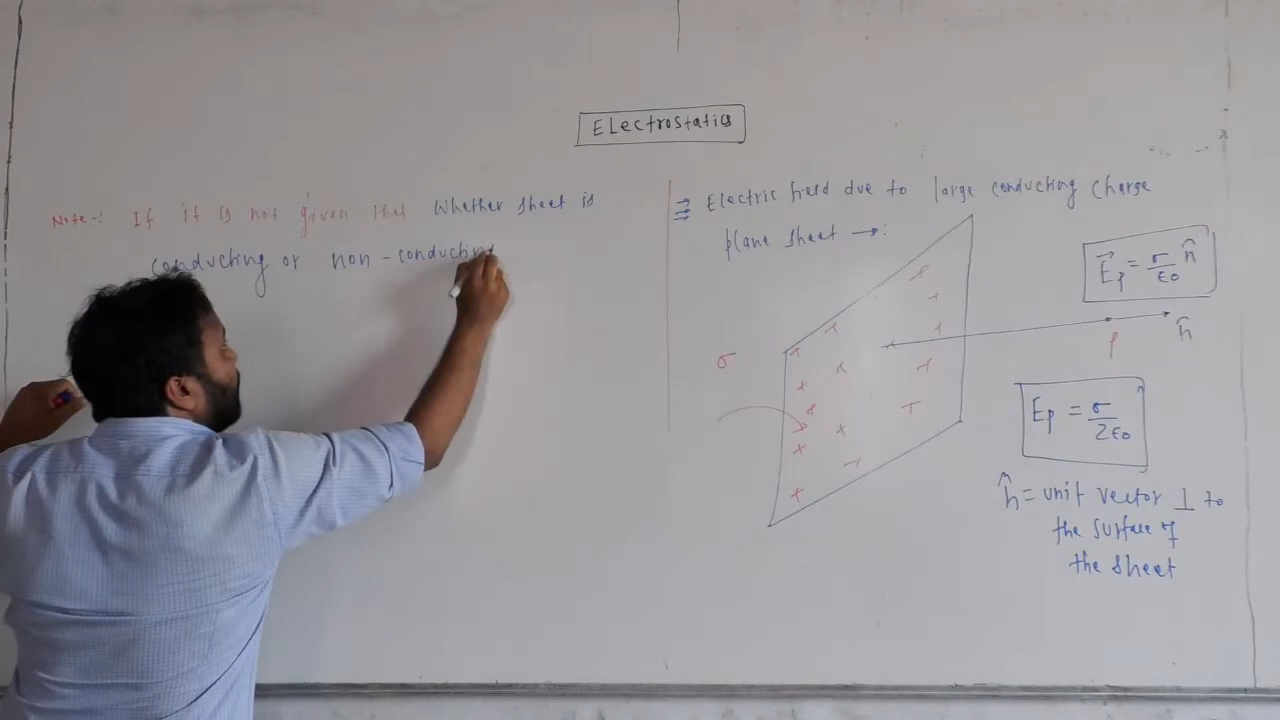 Electrostatics
Note-: If it is not given that Whether sheet is
conducting or non-conducting
⇒ Electric field due to large conducting charge
plane sheet →:
E⃗p = σ/ε0 n̂
σ
P
n̂
Ep = σ/2ε0
n̂ = unit vector ⊥ to
the surface of
the sheet